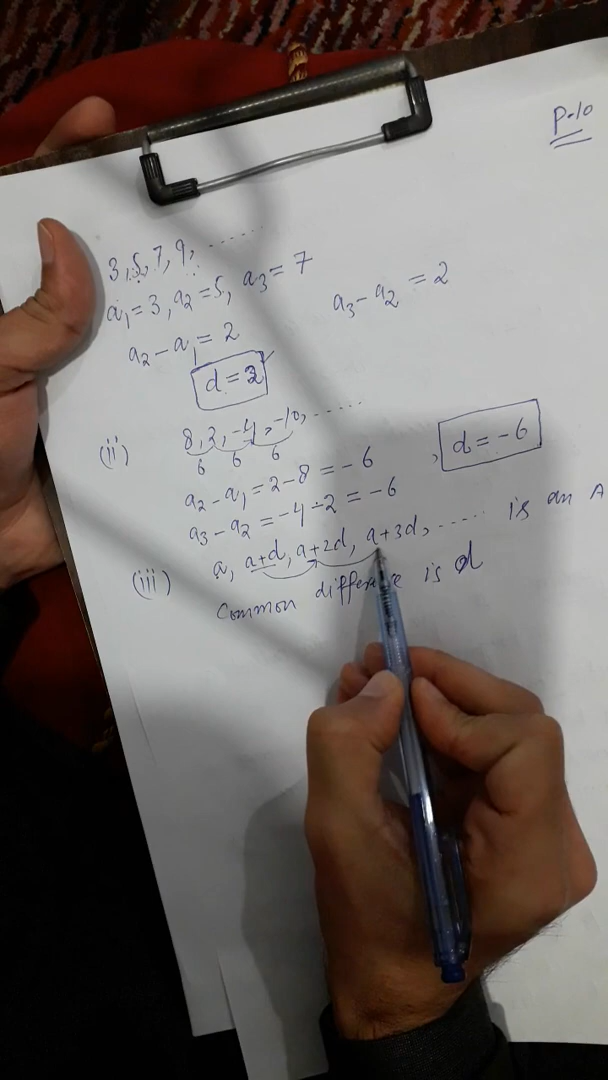 P-10
3, 5, 7, 9, ......
a₁ = 3, a₂ = 5, a₃ = 7
a₂ - a₁ = 2 a₃ - a₂ = 2
d = 2
(ii) 8, 2, -4, -10, ......
6 6 6
a₂ - a₁ = 2 - 8 = -6 , d = -6
a₃ - a₂ = -4 - 2 = -6
(iii) a, a+d, a+2d, a+3d, ...... is an A
Common difference is d